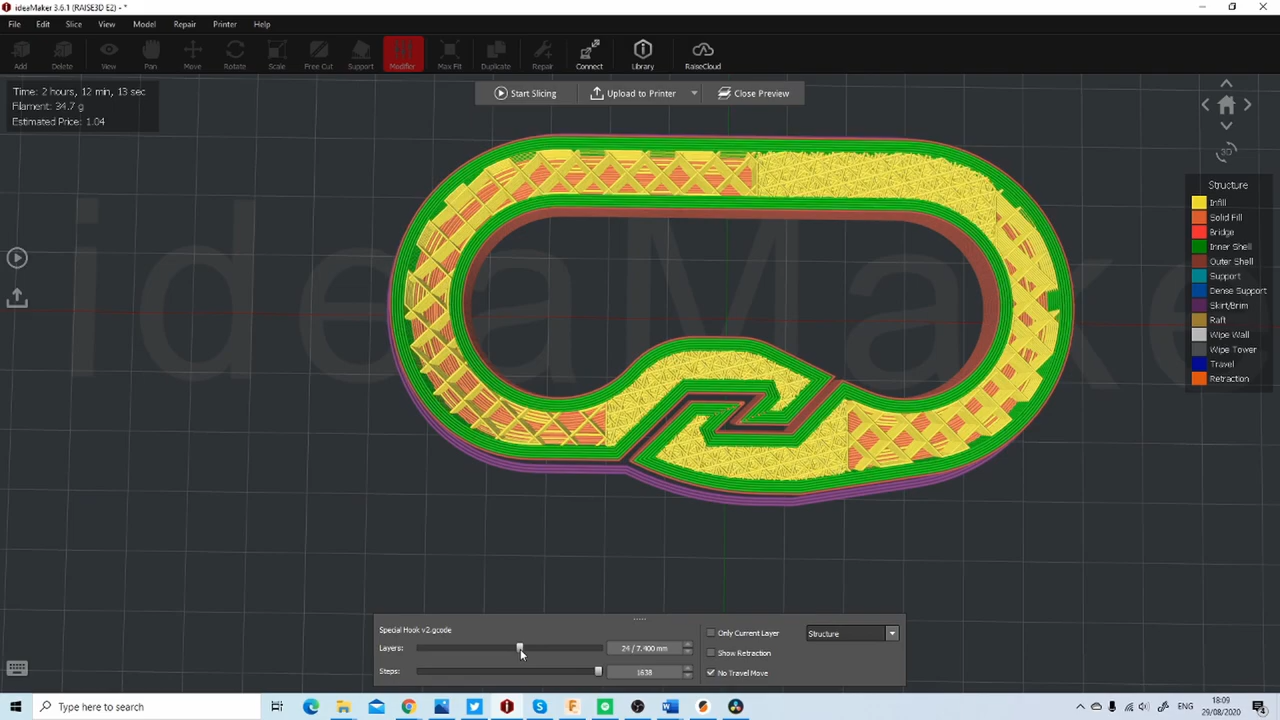 ideaMaker 3.6.1 (RAISE3D E2) - *
File Edit Slice View Model Repair Printer Help
Add Delete View Pan Move Rotate Scale Free Cut Support Modifier Max Fit Duplicate Repair Connect Library RaiseCloud
Time: 2 hours, 12 min, 13 sec
Filament: 34.7 g
Estimated Price: 1.04
Start Slicing Upload to Printer Close Preview
3D
Structure
Infill
Solid Fill
Bridge
Inner Shell
Outer Shell
Support
Dense Support
Skirt/Brim
Raft
Wipe Wall
Wipe Tower
Travel
Retraction
ideaMake
Special Hook v2.gcode
Layers: 24 / 7.400 mm
Steps: 1638
Only Current Layer Structure
Show Retraction
No Travel Move
Type here to search
ENG
18:09
29/08/2020